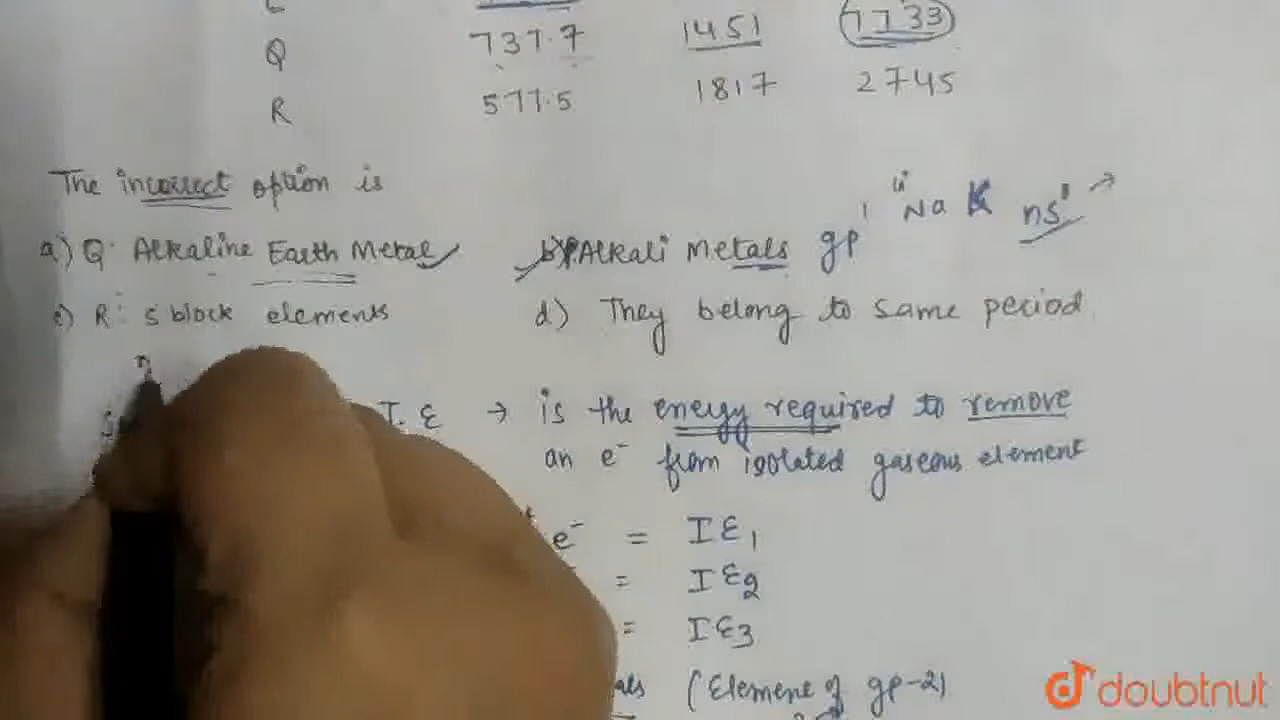 Q 737.7 1451 7733
R 577.5 1817 2745
The incorrect option is
11 Na K ns1 →
a) Q: Alkaline Earth Metal b) P: Alkali Metals gp 1
c) R: s block elements d) They belong to same period
I.E → is the energy required to remove
an e- from isolated gaseous element
e- = IE1
= IE2
= IE3
(Element of gp-2)
doubtnut